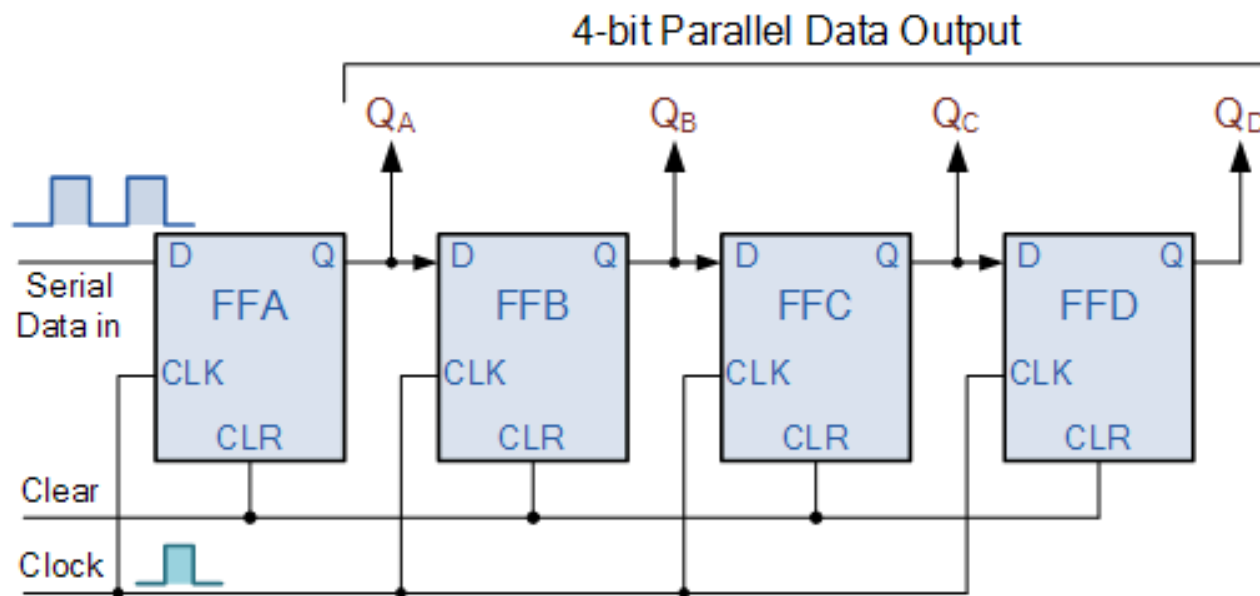 4-bit Parallel Data Output
QA QB QC QD
D Q D Q D Q D Q
Serial
Data in
FFA FFB FFC FFD
CLK CLK CLK CLK
CLR CLR CLR CLR
Clear
Clock